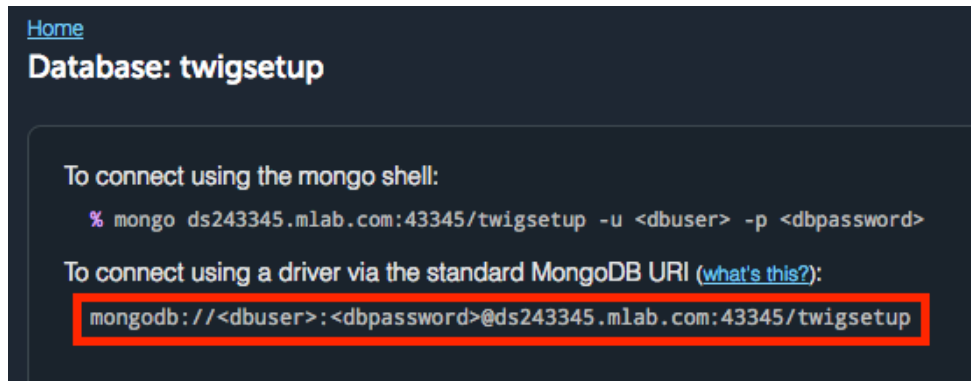 Home
Database: twigsetup
To connect using the mongo shell:
% mongo ds243345.mlab.com:43345/twigsetup -u <dbuser> -p <dbpassword>
To connect using a driver via the standard MongoDB URI (what's this?):
mongodb://<dbuser>:<dbpassword>@ds243345.mlab.com:43345/twigsetup